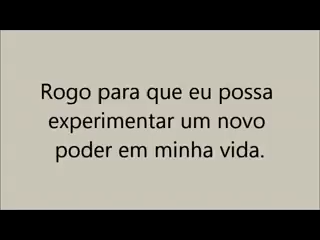 Rogo para que eu possa
experimentar um novo
poder em minha vida.